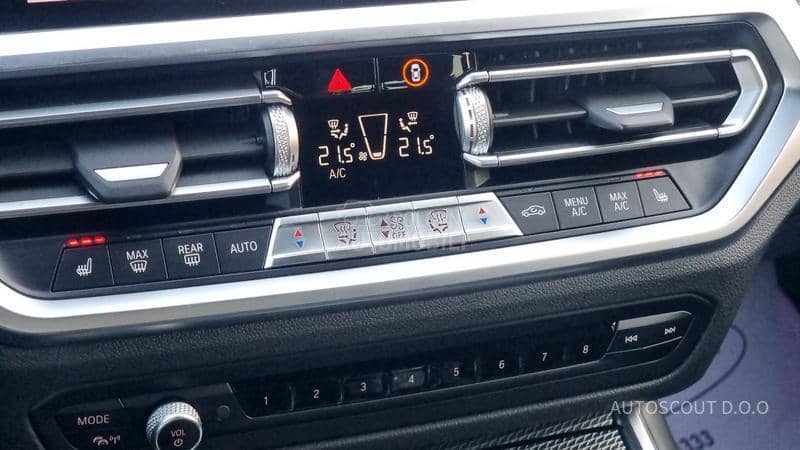 21.5° 21.5°
A/C
MAX REAR AUTO OFF MENU A/C MAX A/C
1 2 3 4 5 6 7 8
MODE
VOL
AUTOSCOUT D.O.O
333